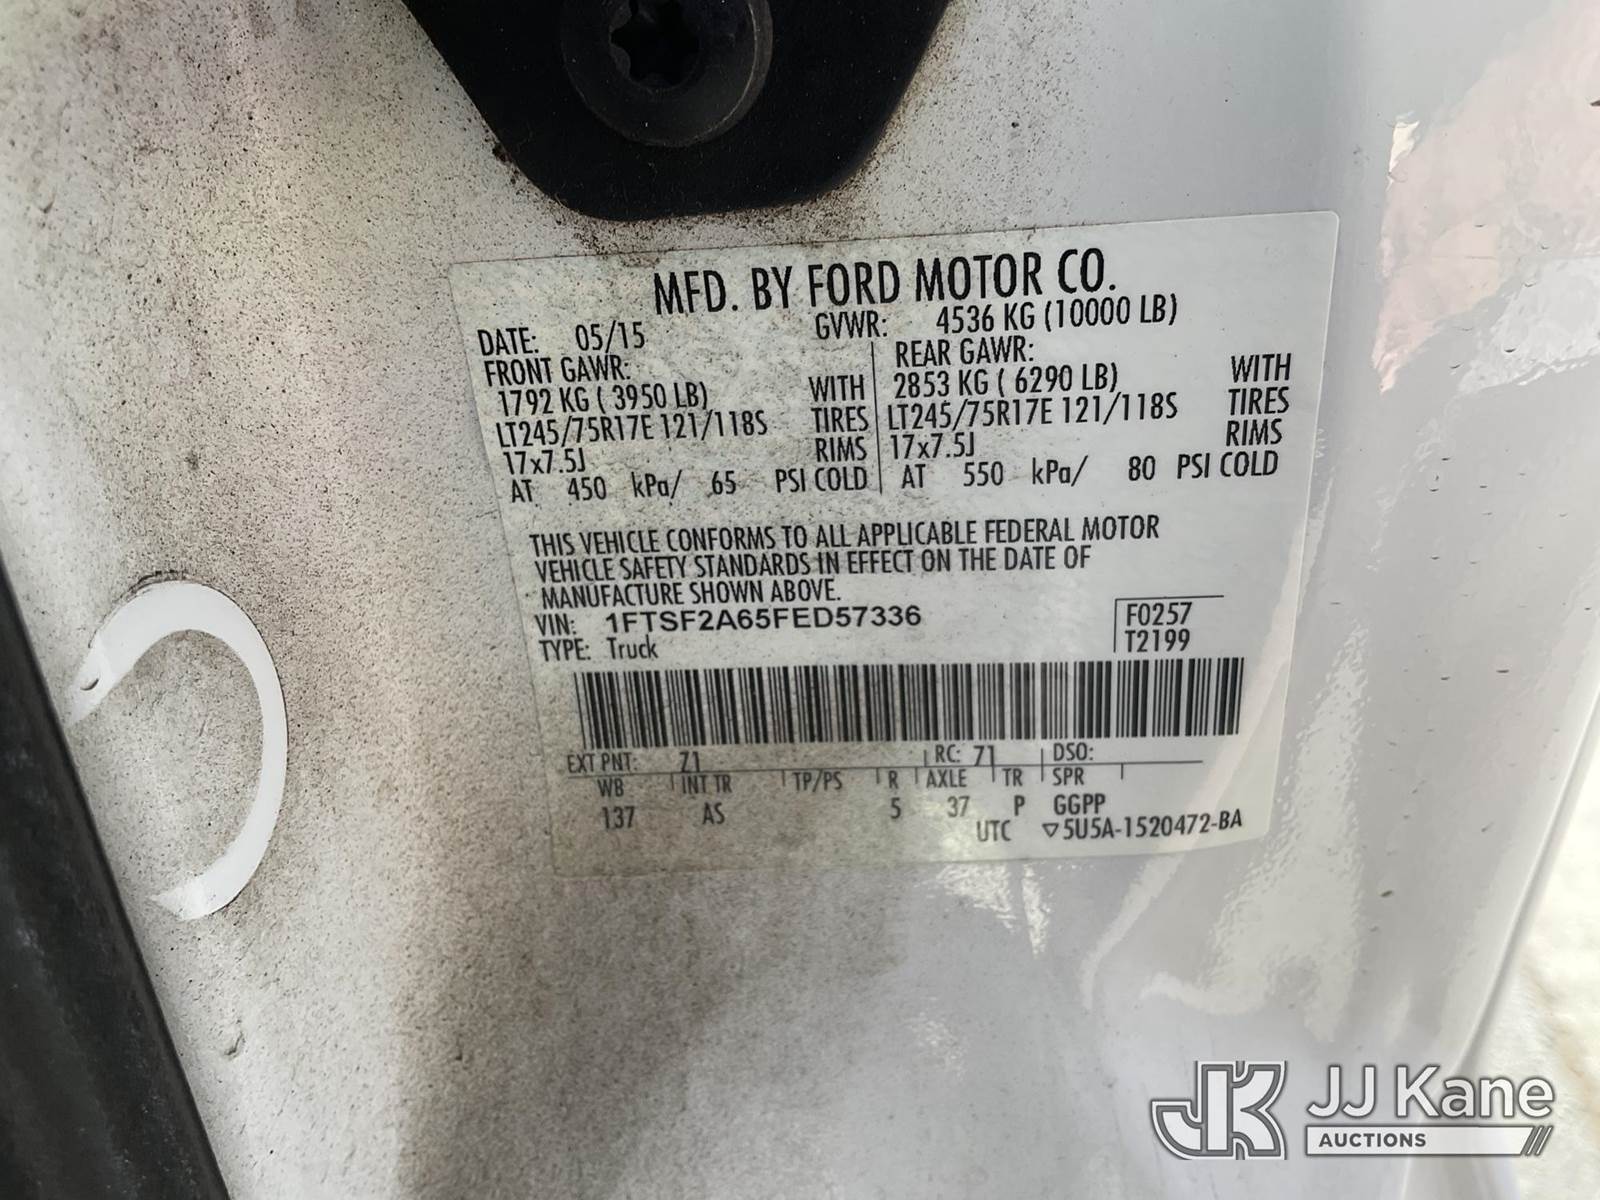 MFD. BY FORD MOTOR CO.
DATE: 05/15 GVWR: 4536 KG (10000 LB)
FRONT GAWR: REAR GAWR:
1792 KG ( 3950 LB) WITH 2853 KG ( 6290 LB) WITH
LT245/75R17E 121/118S TIRES LT245/75R17E 121/118S TIRES
17x7.5J RIMS 17x7.5J RIMS
AT 450 kPa/ 65 PSI COLD AT 550 kPa/ 80 PSI COLD
THIS VEHICLE CONFORMS TO ALL APPLICABLE FEDERAL MOTOR
VEHICLE SAFETY STANDARDS IN EFFECT ON THE DATE OF
MANUFACTURE SHOWN ABOVE.
VIN: 1FTSF2A65FED57336 F0257
TYPE: Truck T2199
EXT PNT: Z1 RC: 71 DSO:
WB INT TR TP/PS R AXLE TR SPR
137 AS 5 37 P GGPP
UTC ▽5U5A-1520472-BA
JK JJ Kane
AUCTIONS